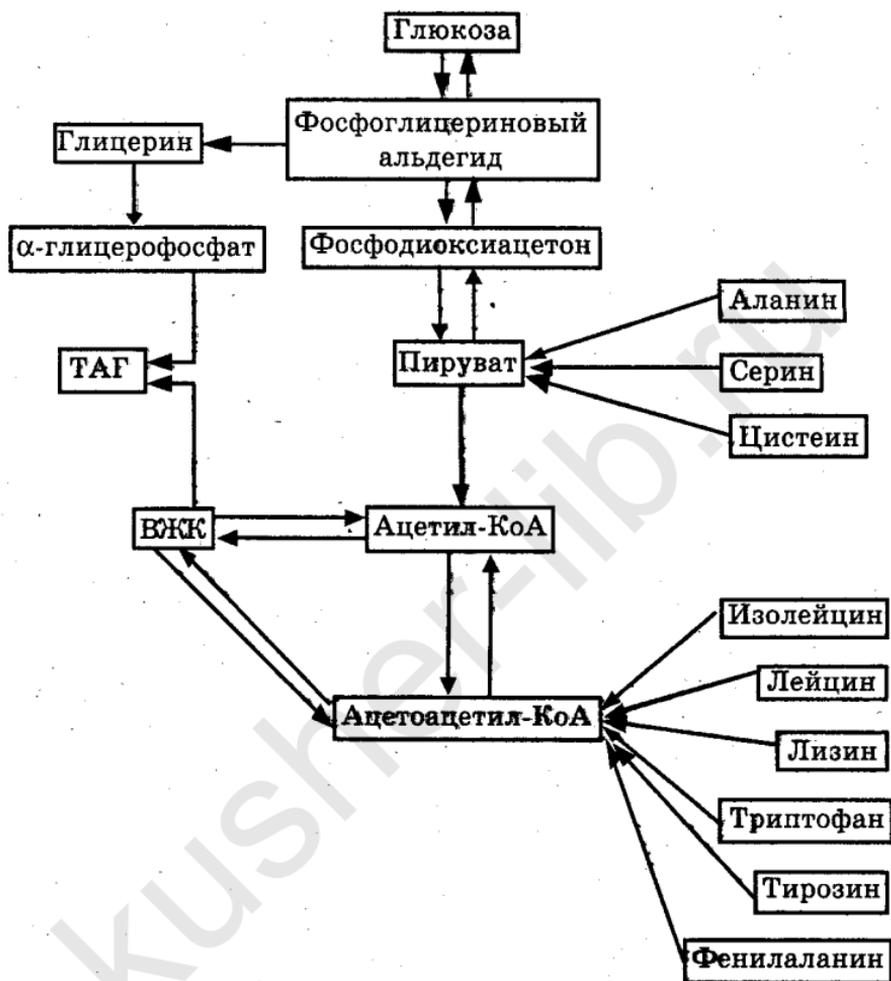 Глюкоза
Фосфоглицериновый
альдегид
Глицерин
α-глицерофосфат
Фосфодиоксиацетон
Аланин
ТАГ
Пируват
Серин
Цистеин
ВЖК
Ацетил-КоА
Изолейцин
Лейцин
Ацетоацетил-КоА
Лизин
Триптофан
Тирозин
Фенилаланин
kusher-lib.ru